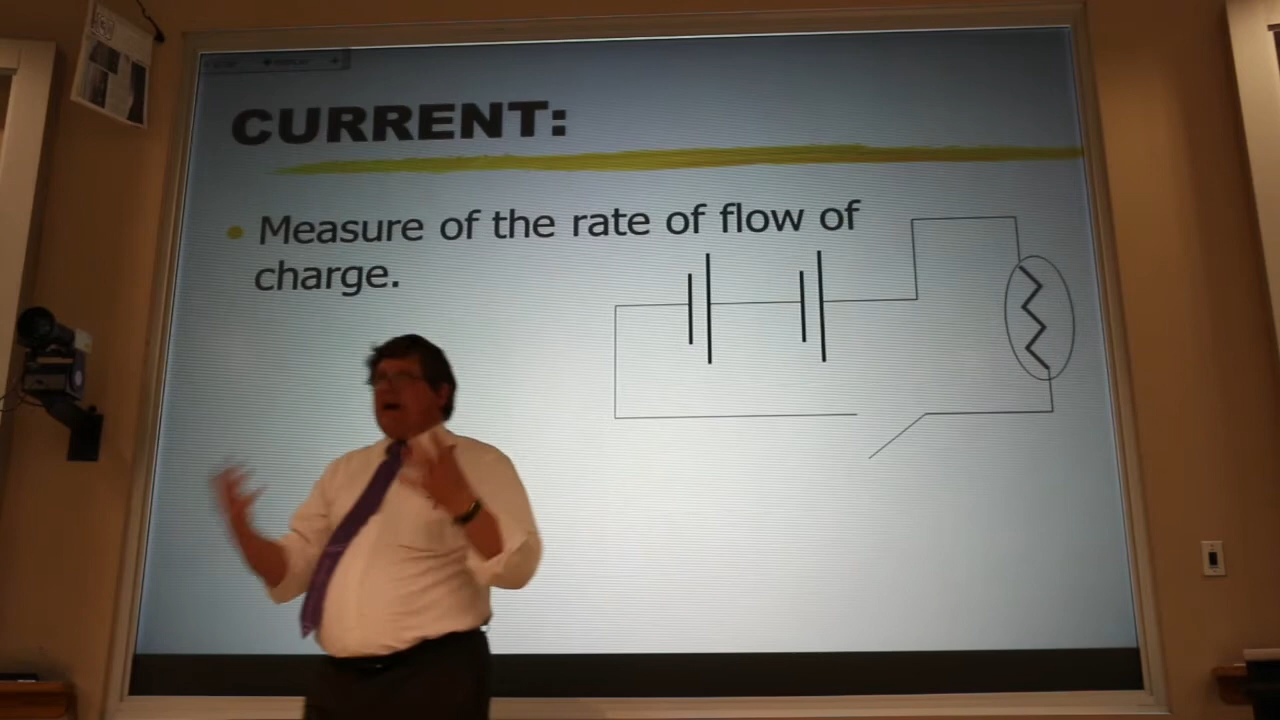 CURRENT:
• Measure of the rate of flow of
charge.